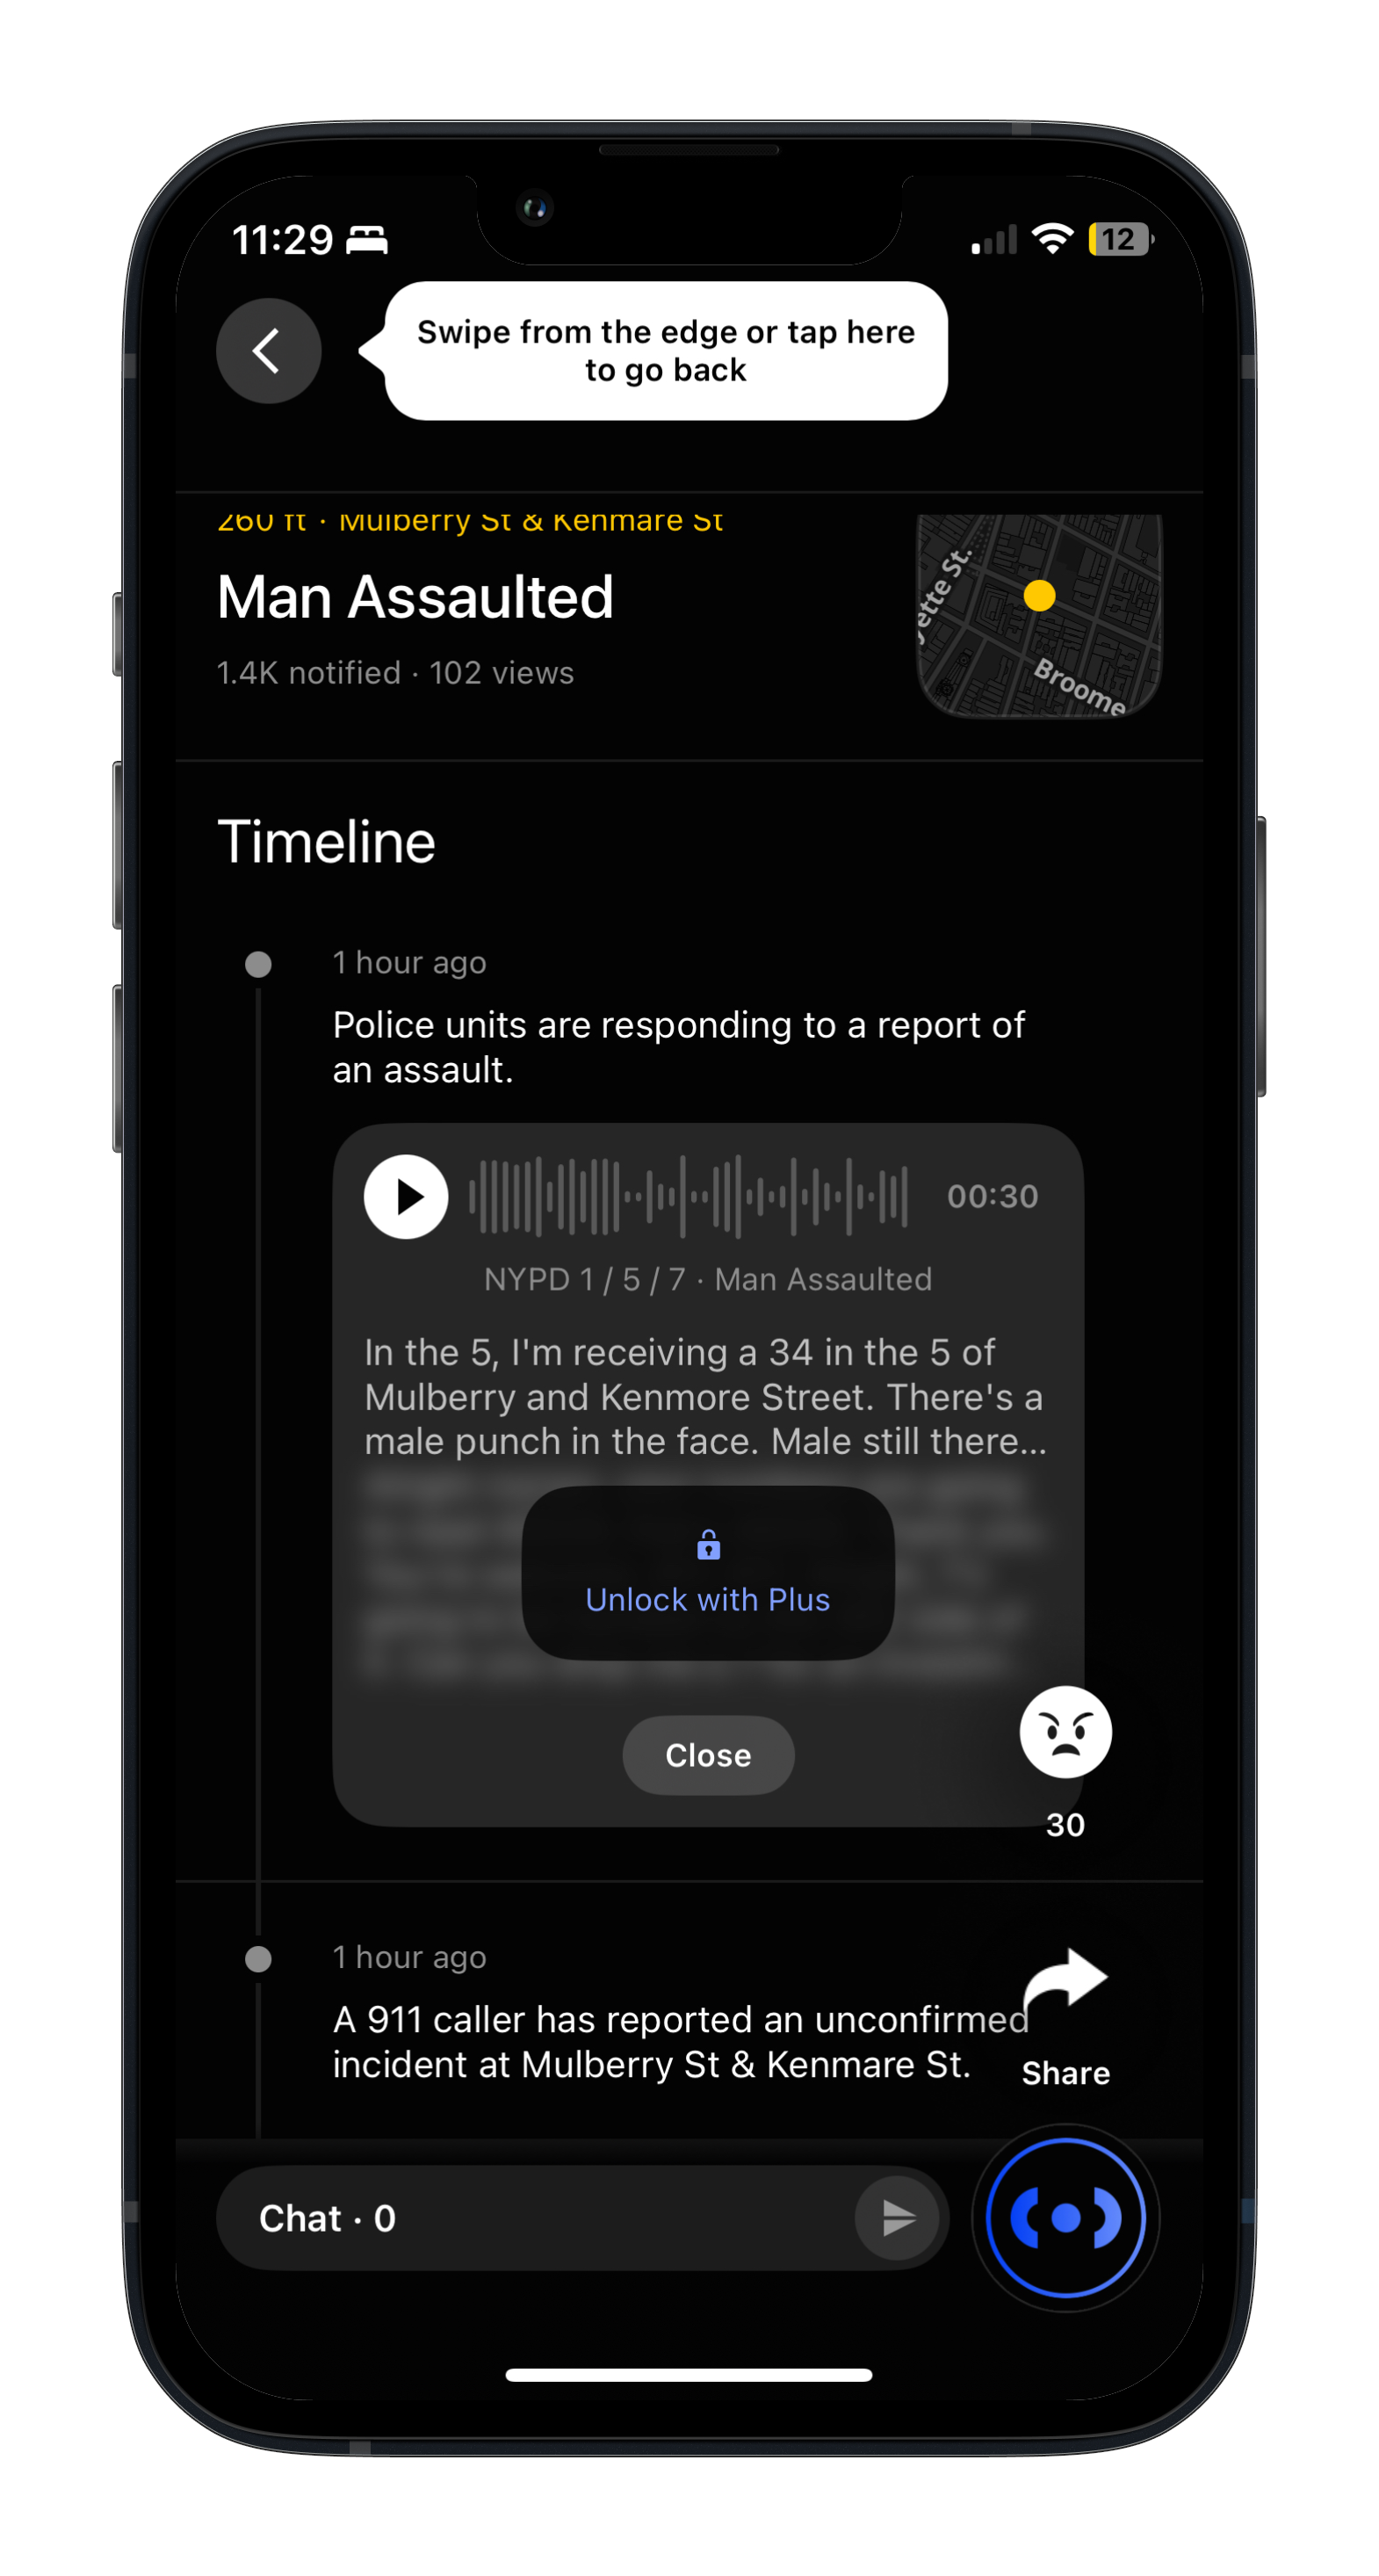 11:29
12
Swipe from the edge or tap here
to go back
260 ft · Mulberry St & Kenmare St
Man Assaulted
1.4K notified · 102 views
yette St.
Broome
Timeline
1 hour ago
Police units are responding to a report of
an assault.
00:30
NYPD 1 / 5 / 7 · Man Assaulted
In the 5, I'm receiving a 34 in the 5 of
Mulberry and Kenmore Street. There's a
male punch in the face. Male still there...
Unlock with Plus
Close
30
1 hour ago
A 911 caller has reported an unconfirmed
incident at Mulberry St & Kenmare St.
Share
Chat · 0